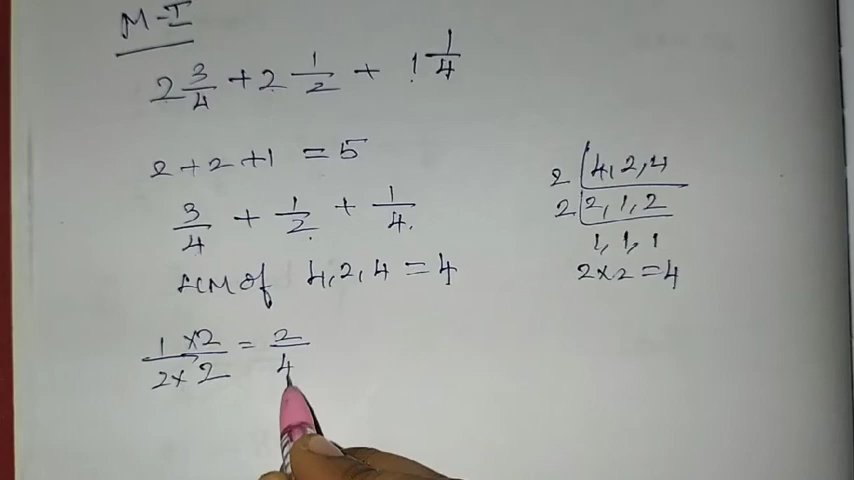 M-I
2 3/4 + 2 1/2 + 1 1/4
2+2+1 = 5
3/4 + 1/2 + 1/4.
LCM of 4,2,4 = 4
1×2/2×2 = 2/4
2 | 4,2,4
2 | 2,1,2
1,1,1
2×2=4